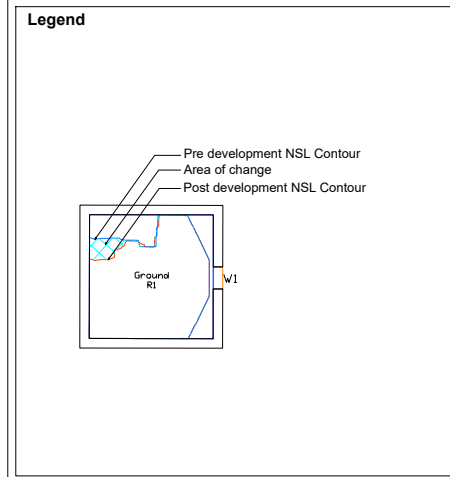 Legend
Pre development NSL Contour
Area of change
Post development NSL Contour
Ground
R1
W1